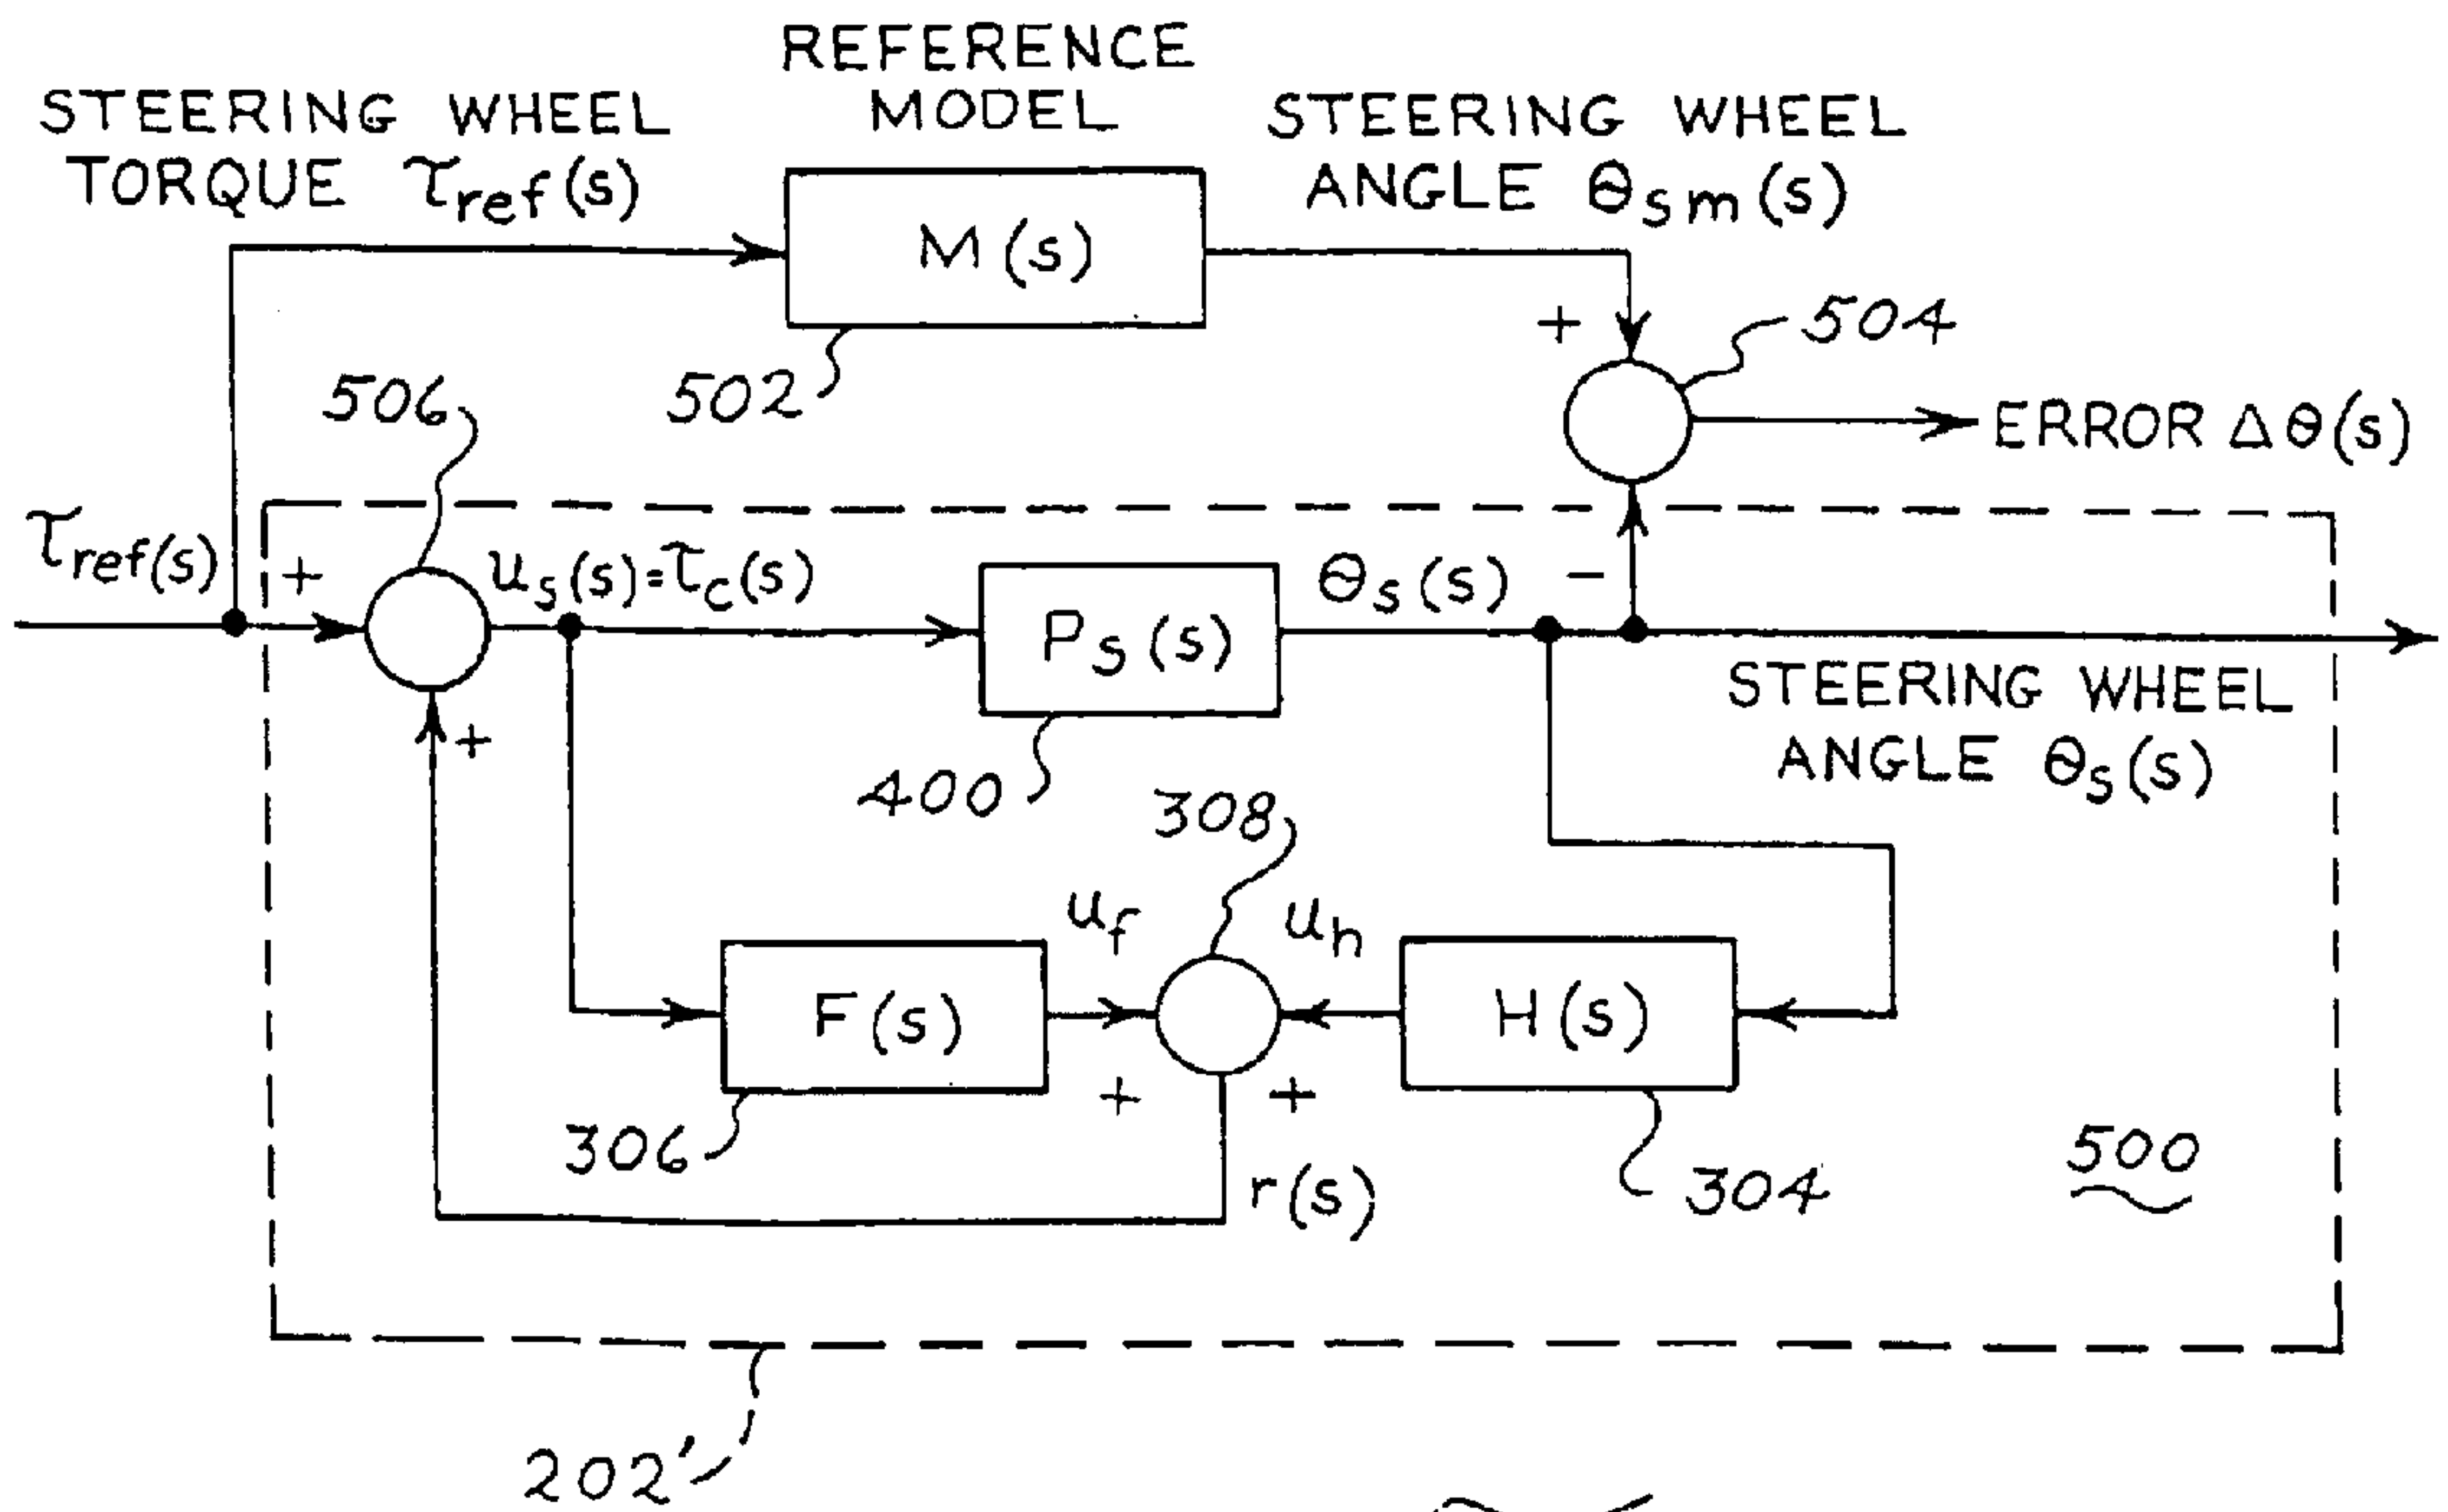 REFERENCE
MODEL
STEERING WHEEL
TORQUE τref(s)
STEERING WHEEL
ANGLE Θsm(s)
M(s)
+
504
502
506
ERROR Δθ(s)
τref(s)
+
us(s)=τc(s)
Ps(s)
Θs(s)
-
STEERING WHEEL
ANGLE Θs(s)
+
400
308
uf
uh
F(s)
H(s)
+
+
306
r(s)
304
500
202'